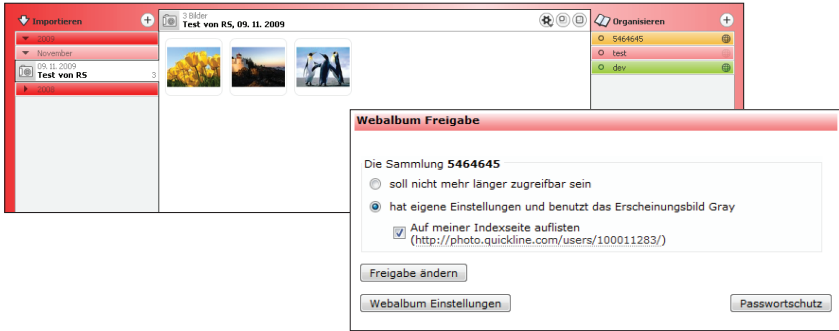 Importieren
2009
November
09. 11. 2009
Test von RS 3
2008
3 Bilder
Test von RS, 09. 11. 2009
Organisieren
5464645
test
dev
Webalbum Freigabe
Die Sammlung 5464645
soll nicht mehr länger zugreifbar sein
hat eigene Einstellungen und benutzt das Erscheinungsbild Gray
Auf meiner Indexseite auflisten
(http://photo.quickline.com/users/100011283/)
Freigabe ändern
Webalbum Einstellungen
Passwortschutz